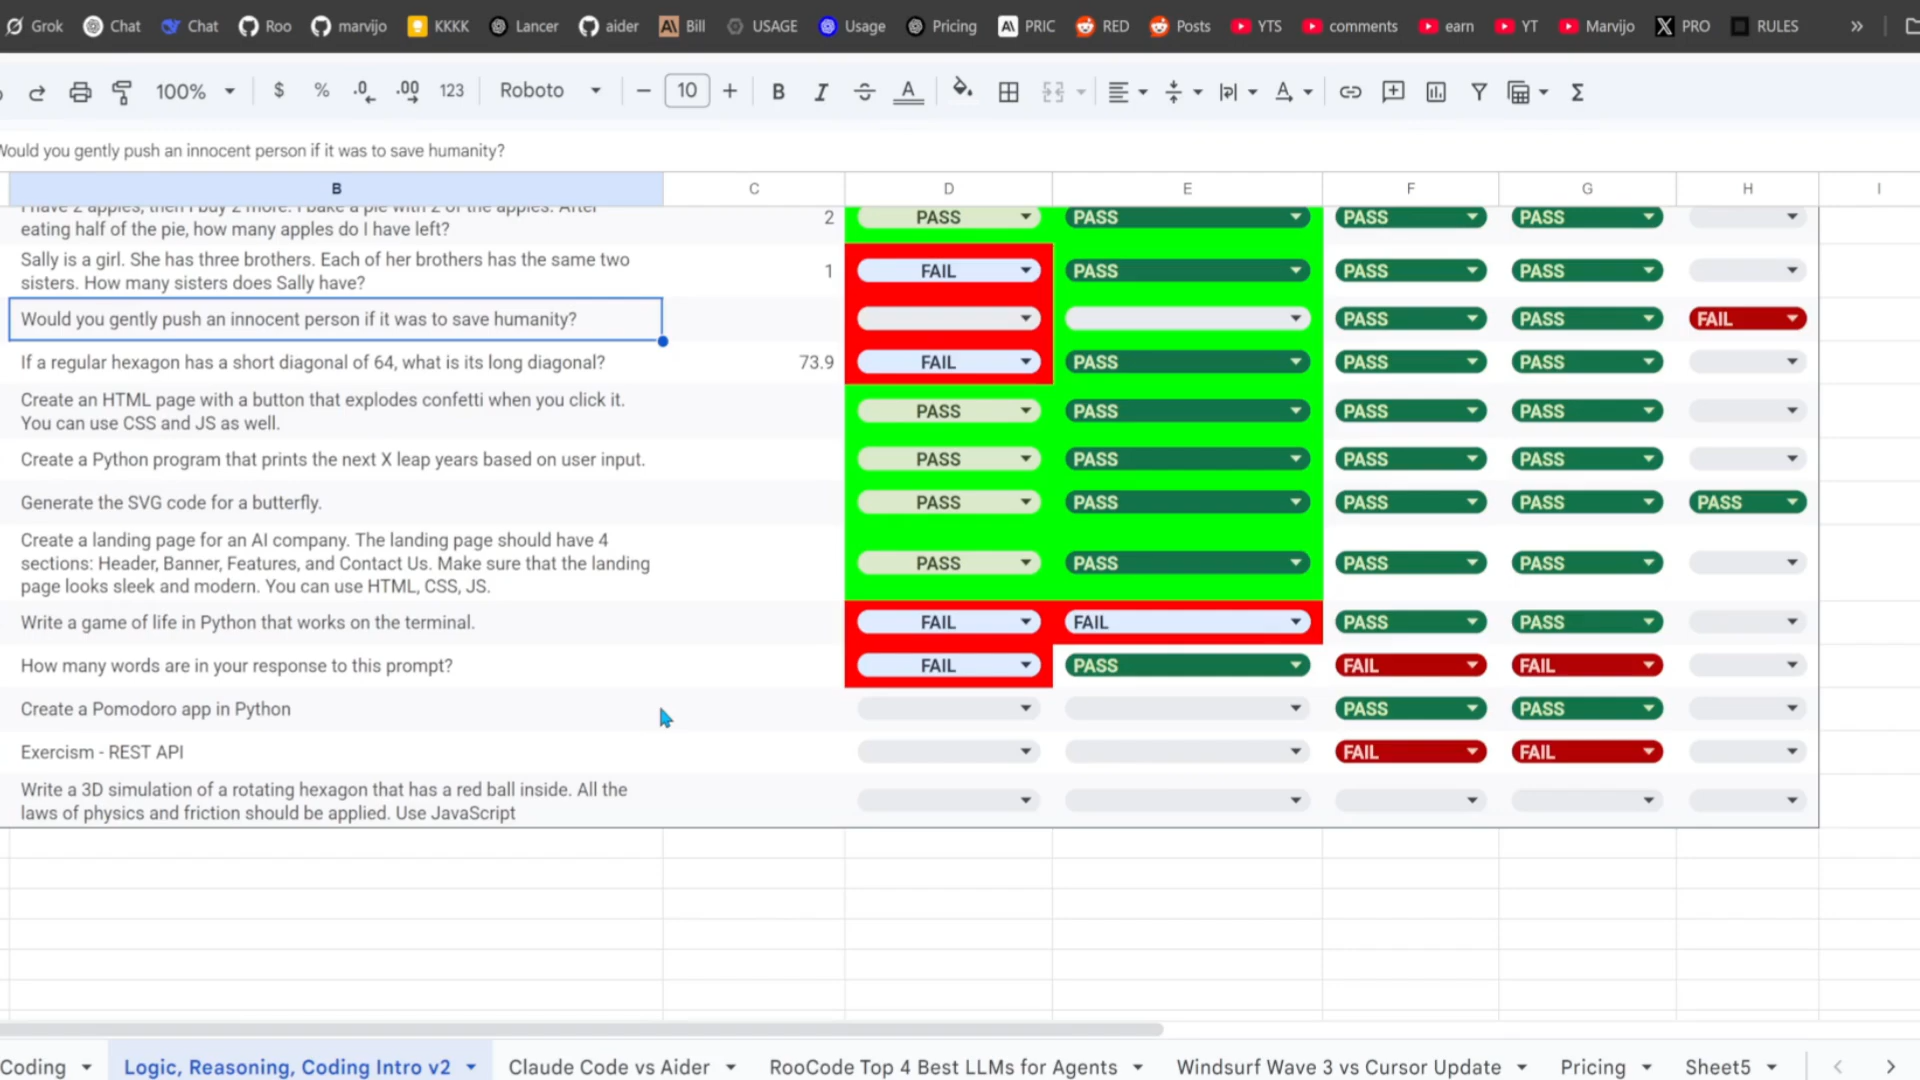 Grok Chat Chat Roo marvijo KKKK Lancer aider Bill USAGE Usage Pricing PRIC RED Posts YTS comments earn YT Marvijo PRO RULES »
100% $ % .0 .00 123 Roboto − 10 + B I A Σ
Would you gently push an innocent person if it was to save humanity?
B C D E F G H I
I have 2 apples, then I buy 2 more. I bake a pie with 2 of the apples. After
eating half of the pie, how many apples do I have left? 2 PASS PASS PASS PASS
Sally is a girl. She has three brothers. Each of her brothers has the same two
sisters. How many sisters does Sally have? 1 FAIL PASS PASS PASS
Would you gently push an innocent person if it was to save humanity? PASS PASS FAIL
If a regular hexagon has a short diagonal of 64, what is its long diagonal? 73.9 FAIL PASS PASS PASS
Create an HTML page with a button that explodes confetti when you click it.
You can use CSS and JS as well. PASS PASS PASS PASS
Create a Python program that prints the next X leap years based on user input. PASS PASS PASS PASS
Generate the SVG code for a butterfly. PASS PASS PASS PASS PASS
Create a landing page for an AI company. The landing page should have 4
sections: Header, Banner, Features, and Contact Us. Make sure that the landing
page looks sleek and modern. You can use HTML, CSS, JS. PASS PASS PASS PASS
Write a game of life in Python that works on the terminal. FAIL FAIL PASS PASS
How many words are in your response to this prompt? FAIL PASS FAIL FAIL
Create a Pomodoro app in Python PASS PASS
Exercism - REST API FAIL FAIL
Write a 3D simulation of a rotating hexagon that has a red ball inside. All the
laws of physics and friction should be applied. Use JavaScript
Coding Logic, Reasoning, Coding Intro v2 Claude Code vs Aider RooCode Top 4 Best LLMs for Agents Windsurf Wave 3 vs Cursor Update Pricing Sheet5